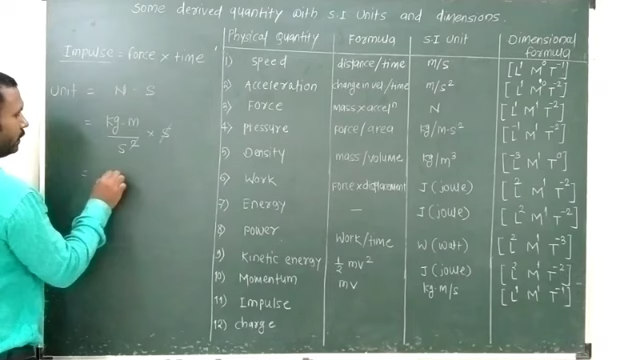 Some derived quantity with S.I Units and dimensions.
Impulse = force × time
Unit = N - S
= kg·m / s² × s
=
Physical Quantity Formula S.I Unit Dimensional formula
1) Speed distance/time m/s [L¹ M⁰ T⁻¹]
2) Acceleration change in vel/time m/s² [L¹ M⁰ T⁻²]
3) Force mass × accelⁿ N [L¹ M¹ T⁻²]
4) Pressure force/area kg/m-s² [L⁻¹ M¹ T⁻²]
5) Density mass/volume kg/m³ [L⁻³ M¹ T⁰]
6) Work Force × displacement J (joule) [L² M¹ T⁻²]
7) Energy — J (joule) [L² M¹ T⁻²]
8) Power Work/time W (watt) [L² M¹ T⁻³]
9) Kinetic energy ½ mv² J (joule) [L² M¹ T⁻²]
10) Momentum mv kg·m/s [L¹ M¹ T⁻¹]
11) Impulse
12) charge